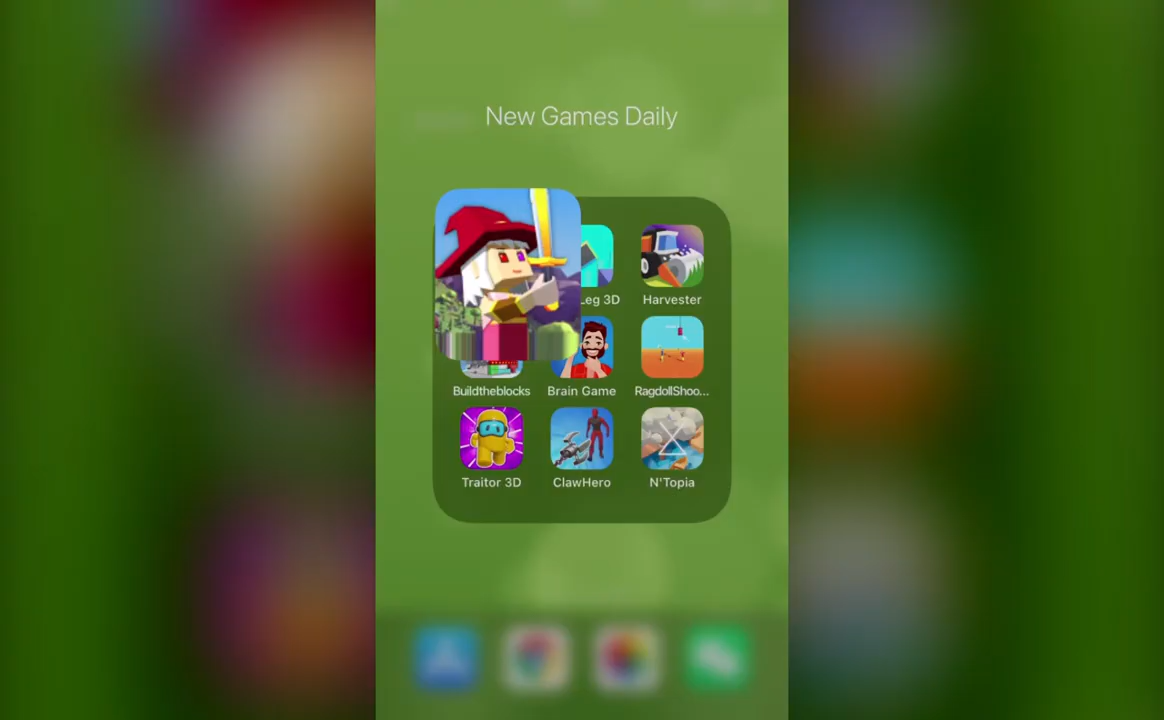 New Games Daily
Leg 3D
Harvester
Buildtheblocks
Brain Game
RagdollShoo...
Traitor 3D
ClawHero
N'Topia